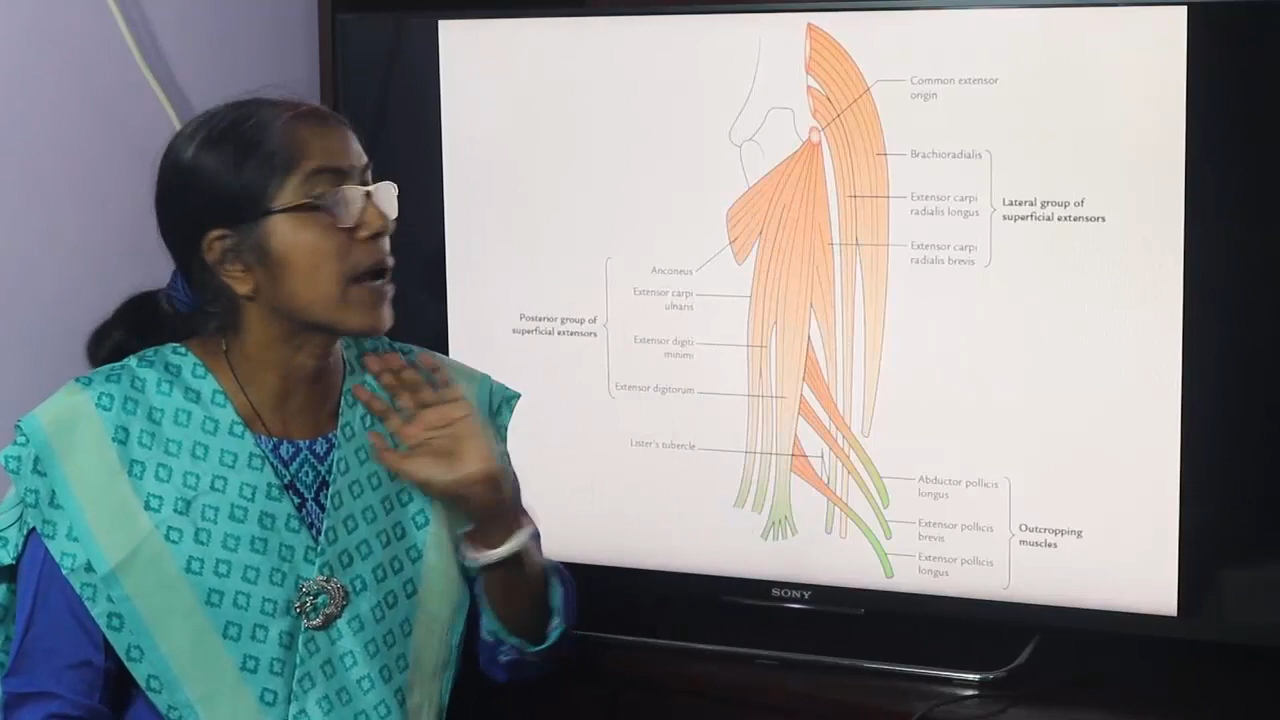 Common extensor
origin
Brachioradialis
Extensor carpi
radialis longus
Lateral group of
superficial extensors
Extensor carpi
radialis brevis
Anconeus
Extensor carpi
ulnaris
Posterior group of
superficial extensors
Extensor digiti
minimi
Extensor digitorum
Lister's tubercle
Abductor pollicis
longus
Extensor pollicis
brevis
Outcropping
muscles
Extensor pollicis
longus
SONY